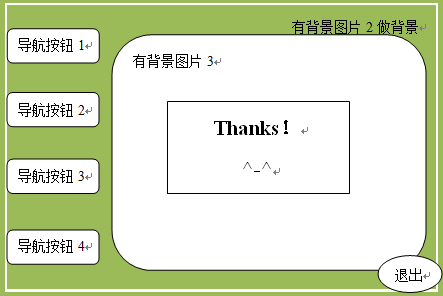 有背景图片 2 做背景
导航按钮 1
有背景图片 3
导航按钮 2
Thanks！
^_^
导航按钮 3
导航按钮 4
退出